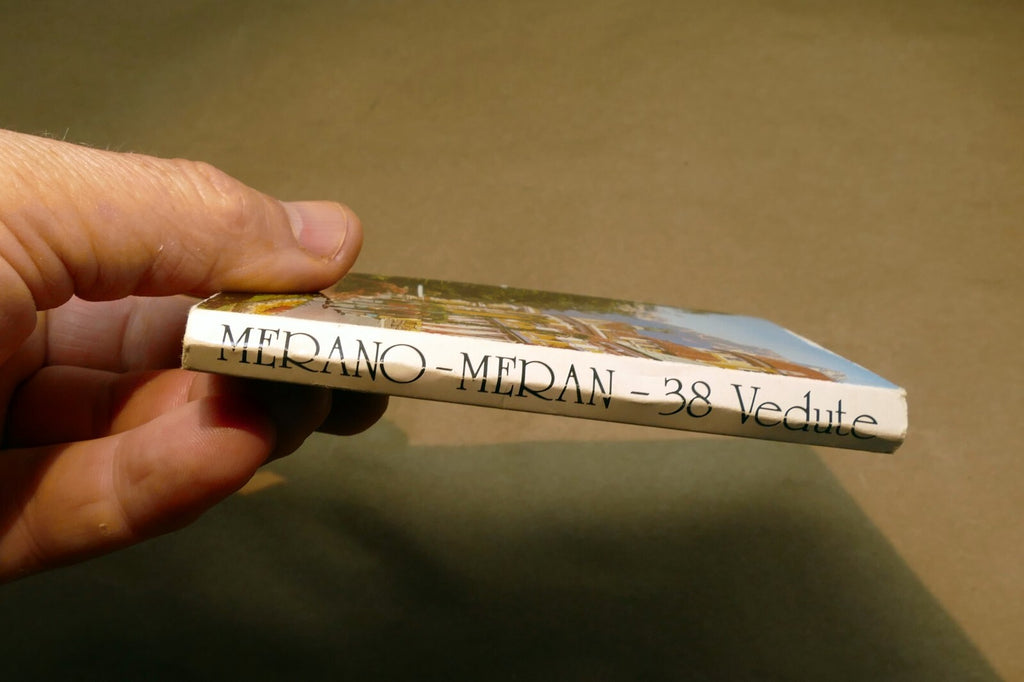 MERANO - MERAN - 38 Vedute